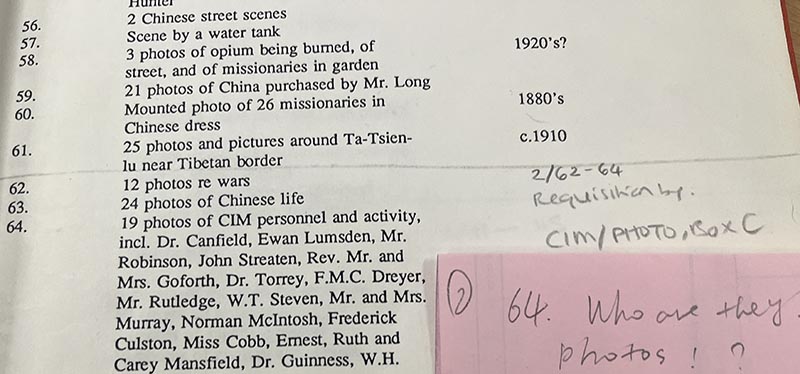 Hunter
56. 2 Chinese street scenes
57. Scene by a water tank
58. 3 photos of opium being burned, of 1920's?
street, and of missionaries in garden
59. 21 photos of China purchased by Mr. Long
60. Mounted photo of 26 missionaries in 1880's
Chinese dress
61. 25 photos and pictures around Ta-Tsien- c.1910
lu near Tibetan border
62. 12 photos re wars
63. 24 photos of Chinese life
64. 19 photos of CIM personnel and activity,
incl. Dr. Canfield, Ewan Lumsden, Mr.
Robinson, John Streaten, Rev. Mr. and
Mrs. Goforth, Dr. Torrey, F.M.C. Dreyer,
Mr. Rutledge, W.T. Steven, Mr. and Mrs.
Murray, Norman McIntosh, Frederick
Culston, Miss Cobb, Ernest, Ruth and
Carey Mansfield, Dr. Guinness, W.H.
2/62-64
Requisition by.
CIM/PHOTO, BOX C
2 64. Who are they
photos! ?